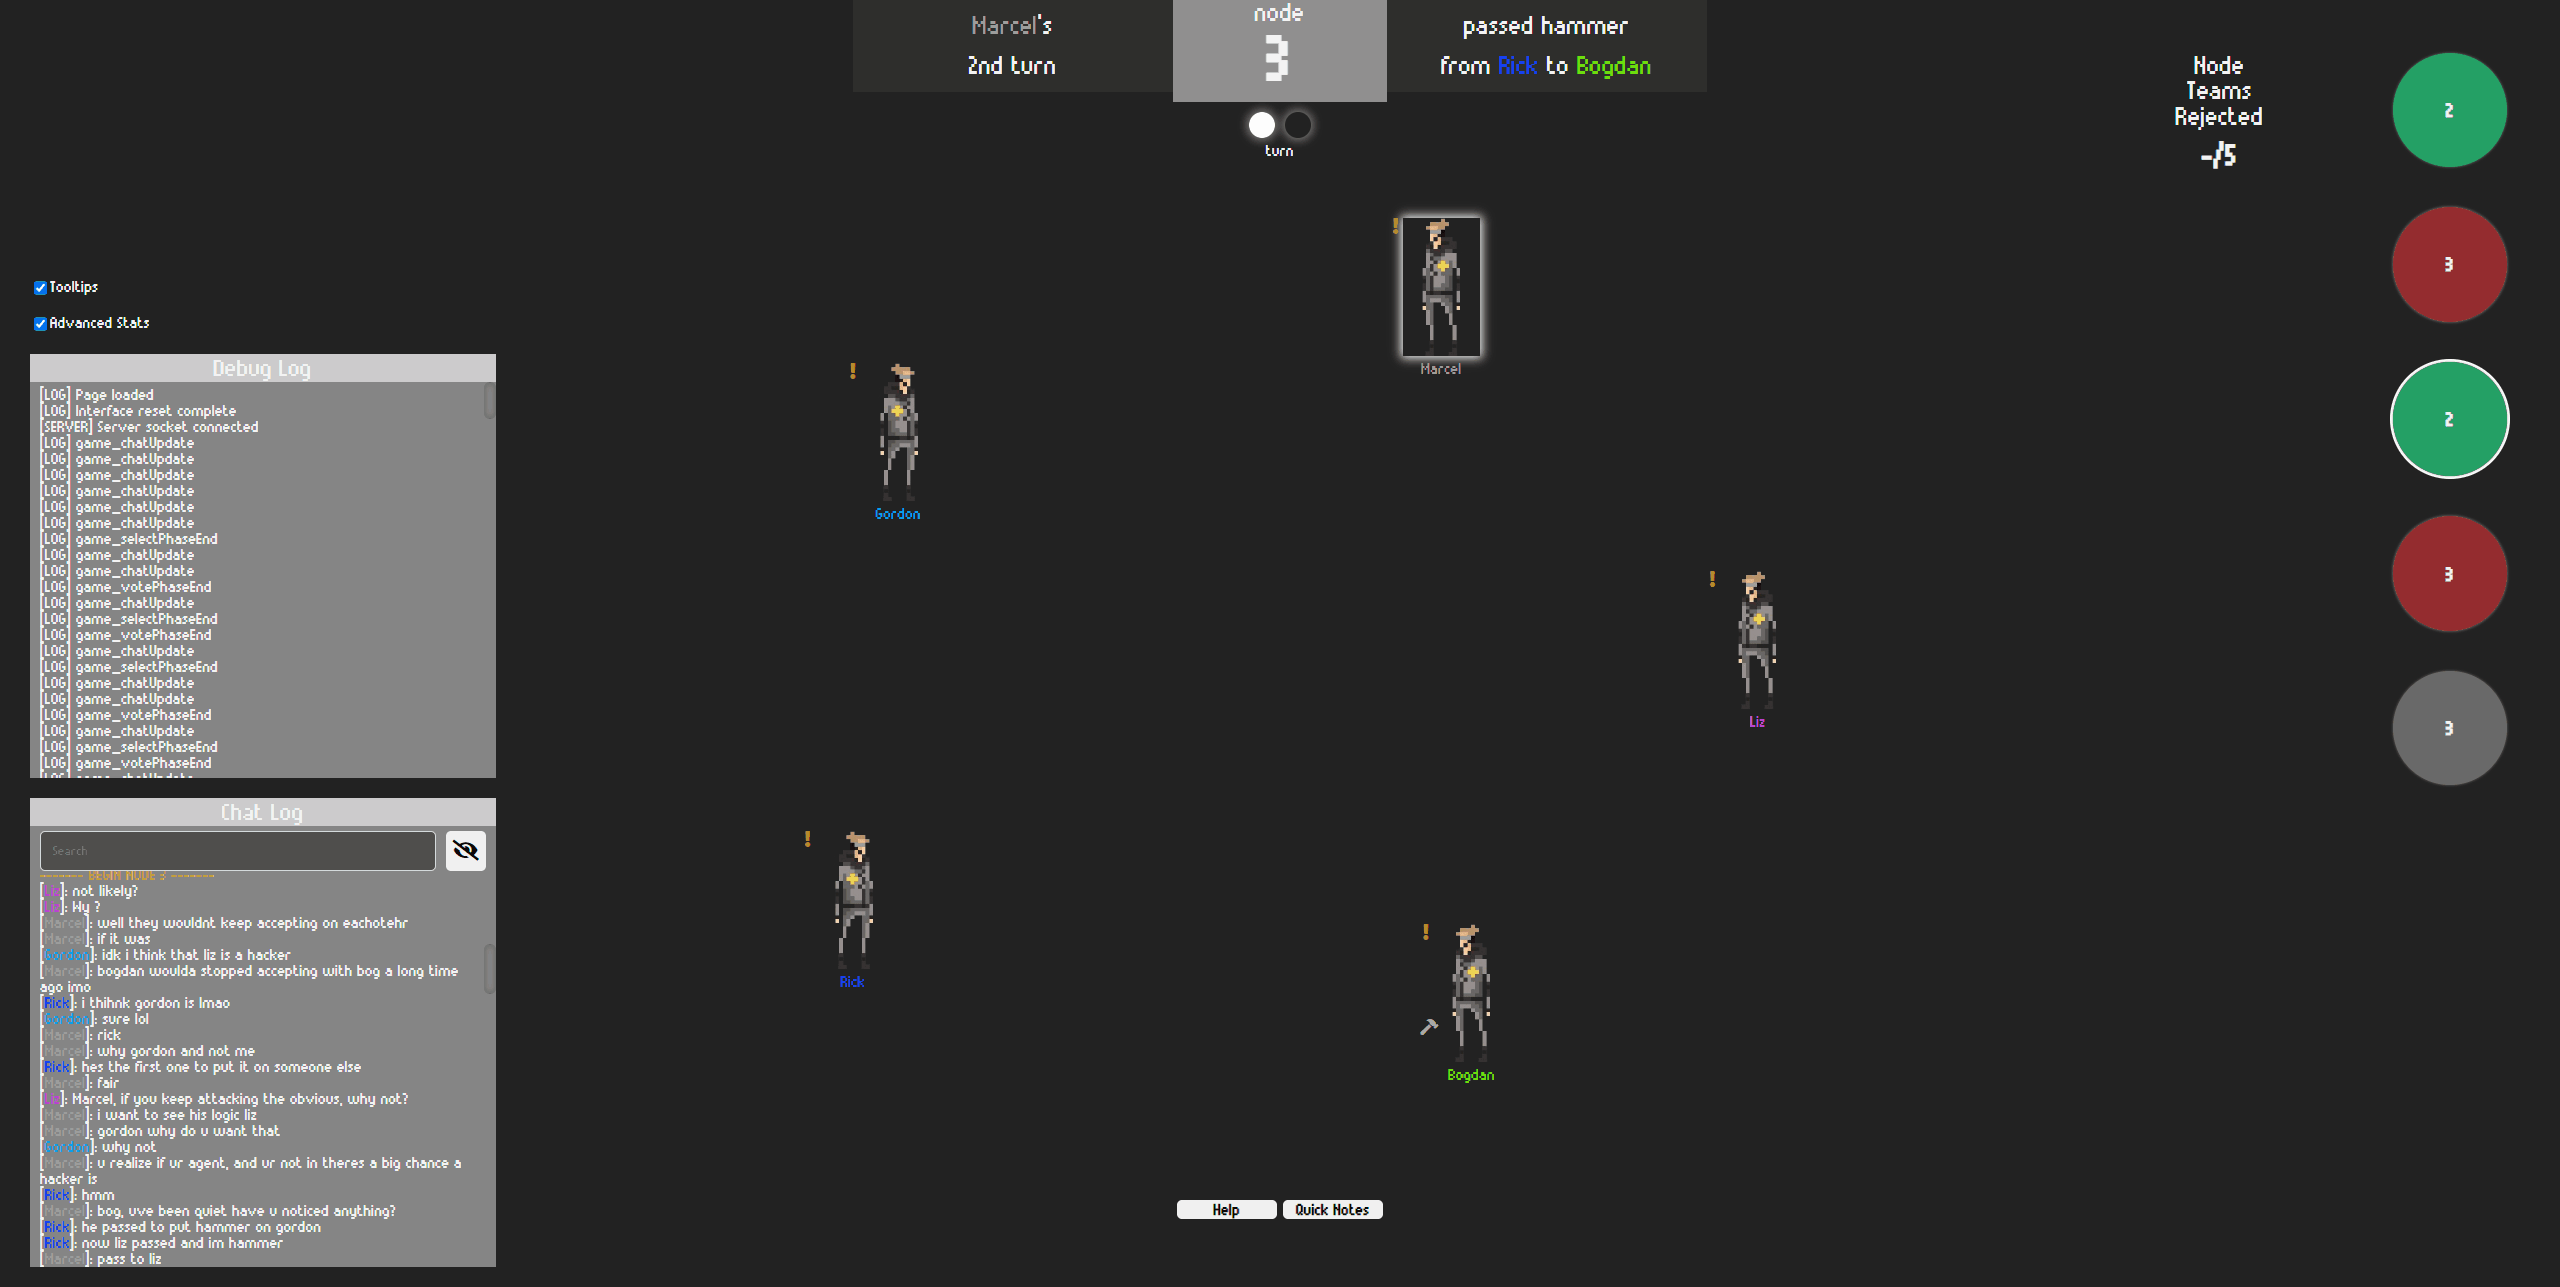 Marcel's
2nd turn
node
3
passed hammer
from Rick to Bogdan
turn
Node
Teams
Rejected
-/5
2
3
2
3
3
Tooltips
Advanced Stats
Debug Log
[LOG] Page loaded
[LOG] Interface reset complete
[SERVER] Server socket connected
[LOG] game_chatUpdate
[LOG] game_chatUpdate
[LOG] game_chatUpdate
[LOG] game_chatUpdate
[LOG] game_chatUpdate
[LOG] game_chatUpdate
[LOG] game_selectPhaseEnd
[LOG] game_chatUpdate
[LOG] game_chatUpdate
[LOG] game_votePhaseEnd
[LOG] game_chatUpdate
[LOG] game_selectPhaseEnd
[LOG] game_votePhaseEnd
[LOG] game_chatUpdate
[LOG] game_selectPhaseEnd
[LOG] game_chatUpdate
[LOG] game_chatUpdate
[LOG] game_votePhaseEnd
[LOG] game_chatUpdate
[LOG] game_selectPhaseEnd
[LOG] game_votePhaseEnd
[LOG] game_chatUpdate
Chat Log
Search
------- BEGIN NODE 3 -------
[Liz]: not likely?
[Liz]: Wy ?
[Marcel]: well they wouldnt keep accepting on eachotehr
[Marcel]: if it was
[Gordon]: idk i think that liz is a hacker
[Marcel]: bogdan woulda stopped accepting with bog a long time
ago imo
[Rick]: i thihnk gordon is lmao
[Gordon]: sure lol
[Marcel]: rick
[Marcel]: why gordon and not me
[Rick]: hes the first one to put it on someone else
[Marcel]: fair
[Liz]: Marcel, if you keep attacking the obvious, why not?
[Marcel]: i want to see his logic liz
[Marcel]: gordon why do u want that
[Gordon]: why not
[Marcel]: u realize if ur agent, and ur not in theres a big chance a
hacker is
[Rick]: hmm
[Marcel]: bog, uve been quiet have u noticed anything?
[Rick]: he passed to put hammer on gordon
[Rick]: now liz passed and im hammer
[Marcel]: pass to liz
!
Marcel
!
Gordon
!
Liz
!
Rick
!
Bogdan
Help
Quick Notes